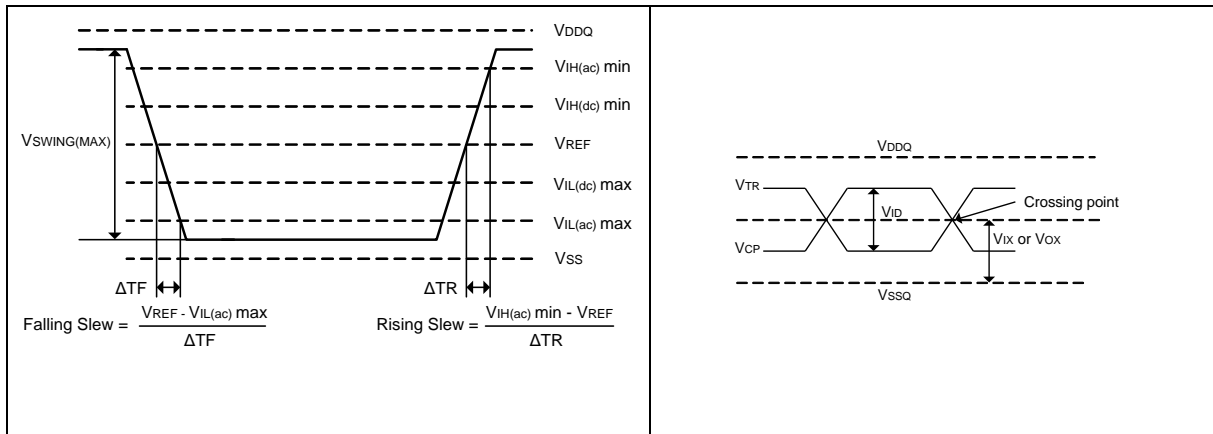 VDDQ
VIH(ac) min
VIH(dc) min
VSWING(MAX)
VREF
VIL(dc) max
VIL(ac) max
VSS
ΔTF
ΔTR
Falling Slew = VREF - VIL(ac) max
ΔTF
Rising Slew = VIH(ac) min - VREF
ΔTR
VDDQ
VTR
VID
Crossing point
VIX or VOX
VCP
VSSQ